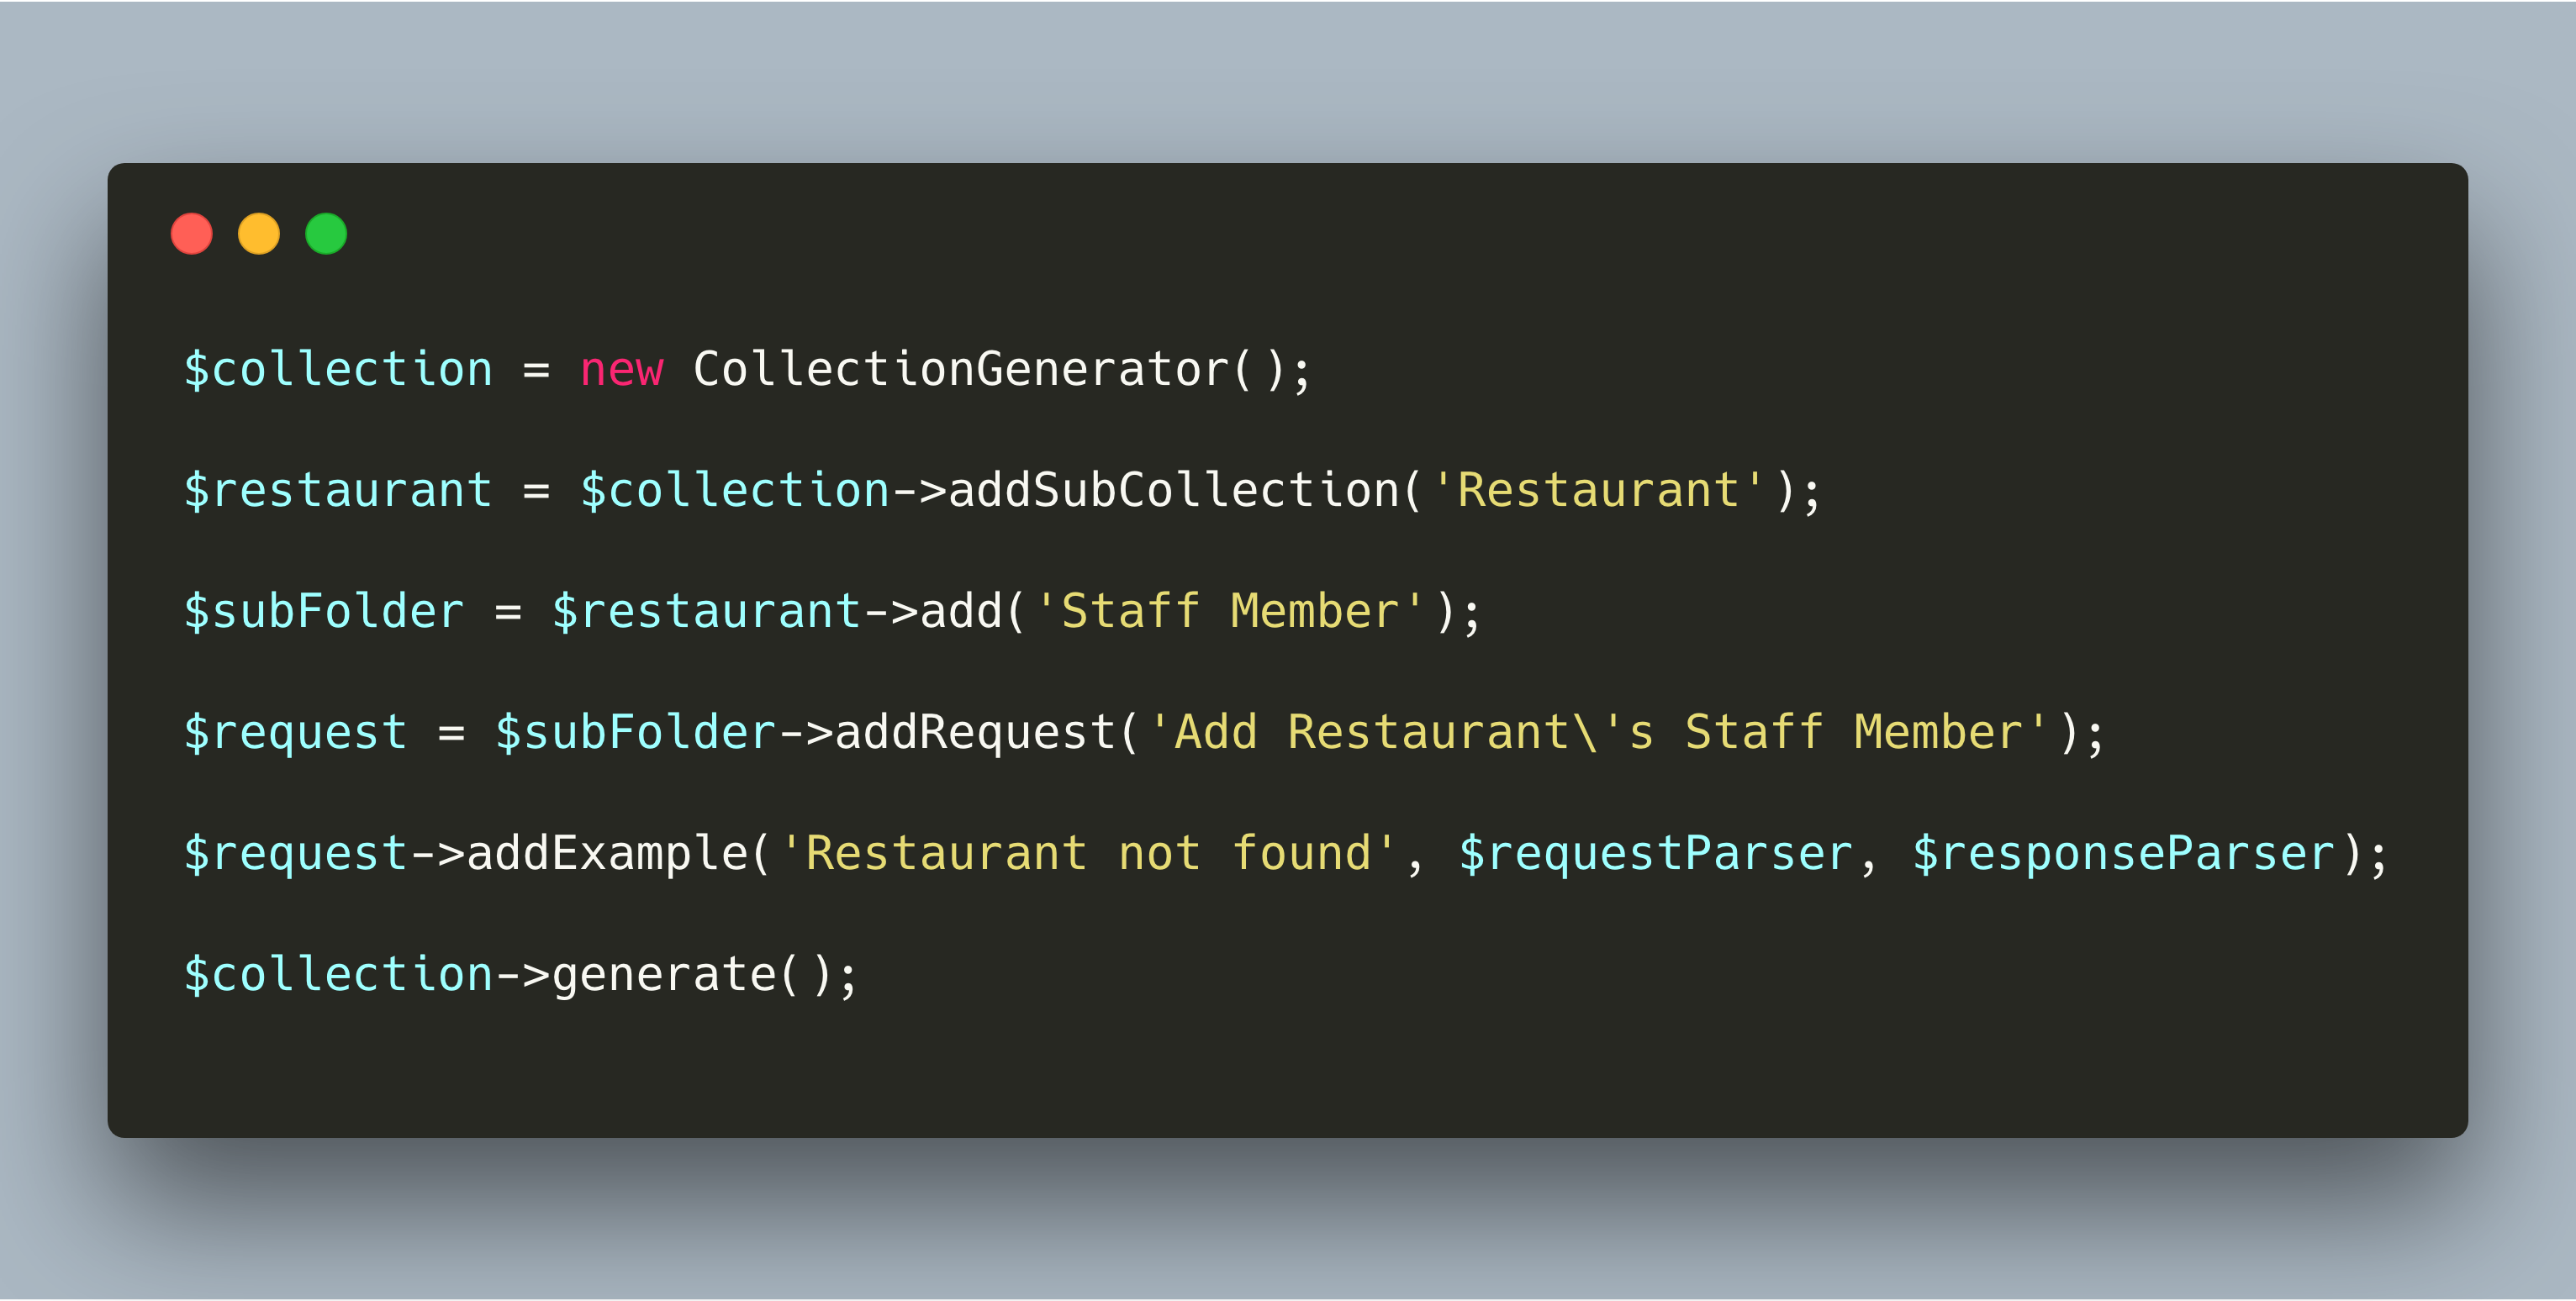 $collection = new CollectionGenerator();
$restaurant = $collection->addSubCollection('Restaurant');
$subFolder = $restaurant->add('Staff Member');
$request = $subFolder->addRequest('Add Restaurant\'s Staff Member');
$request->addExample('Restaurant not found', $requestParser, $responseParser);
$collection->generate();